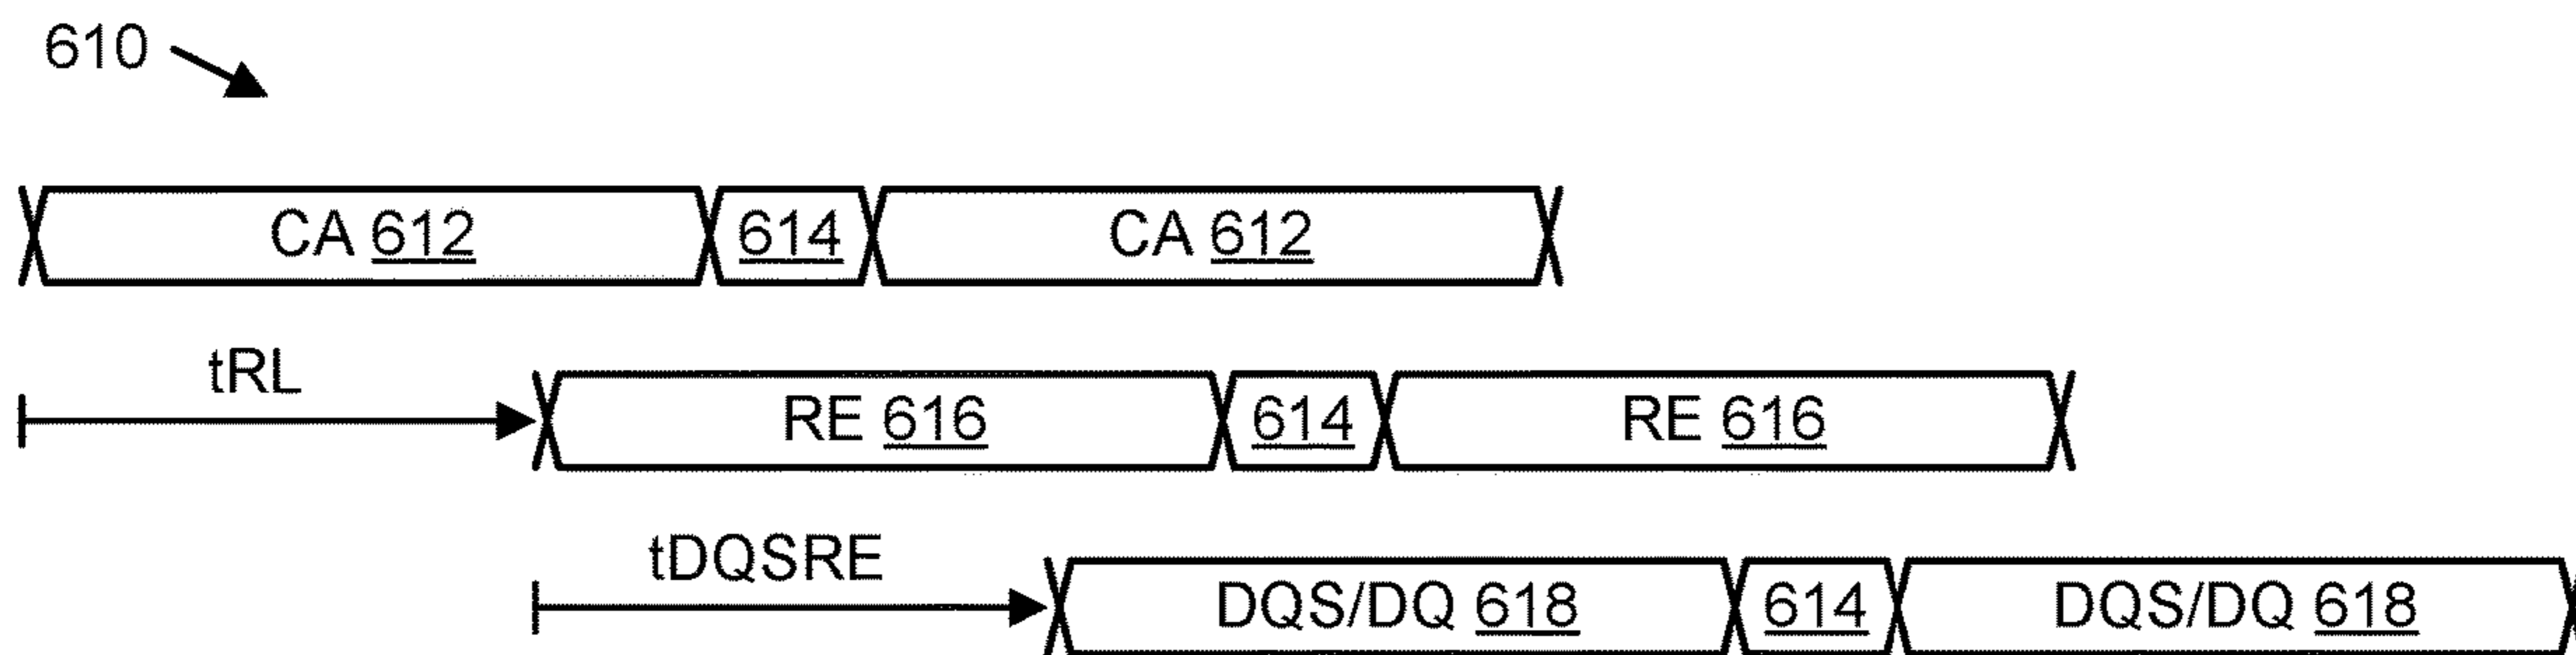 610
CA 612 614 CA 612
tRL
RE 616 614 RE 616
tDQSRE
DQS/DQ 618 614 DQS/DQ 618